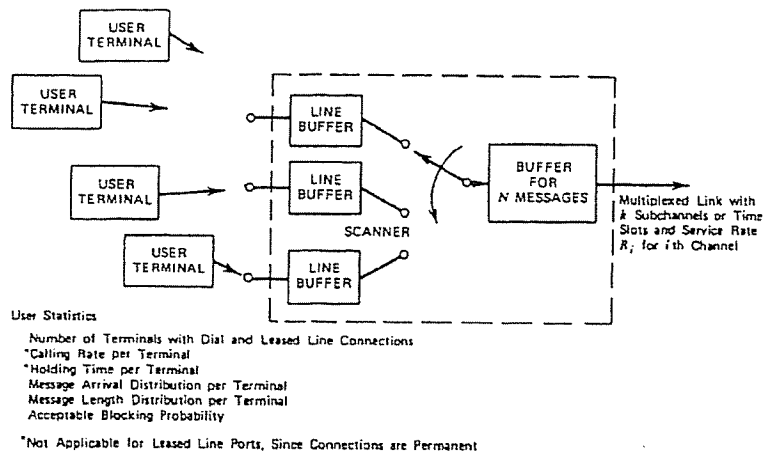 USER
TERMINAL
USER
TERMINAL
LINE
BUFFER
USER
TERMINAL
LINE
BUFFER
BUFFER
FOR
N MESSAGES
Multiplexed Link with
k Subchannels or Time
Slots and Service Rate
Ri for ith Channel
SCANNER
USER
TERMINAL
LINE
BUFFER
User Statistics
Number of Terminals with Dial and Leased Line Connections
*Calling Rate per Terminal
*Holding Time per Terminal
Message Arrival Distribution per Terminal
Message Length Distribution per Terminal
Acceptable Blocking Probability
*Not Applicable for Leased Line Ports, Since Connections are Permanent